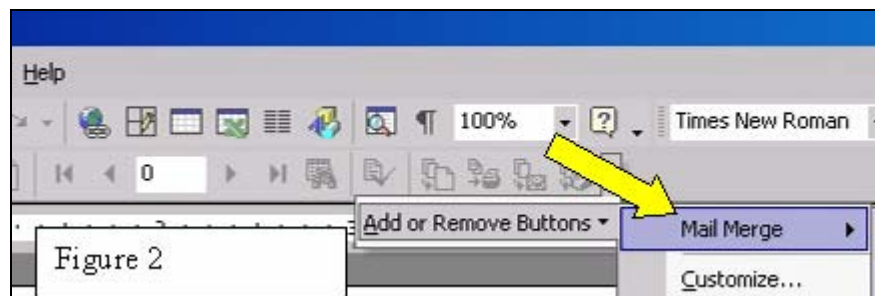 Help
100% Times New Roman
0
Add or Remove Buttons Mail Merge
Figure 2
Customize...